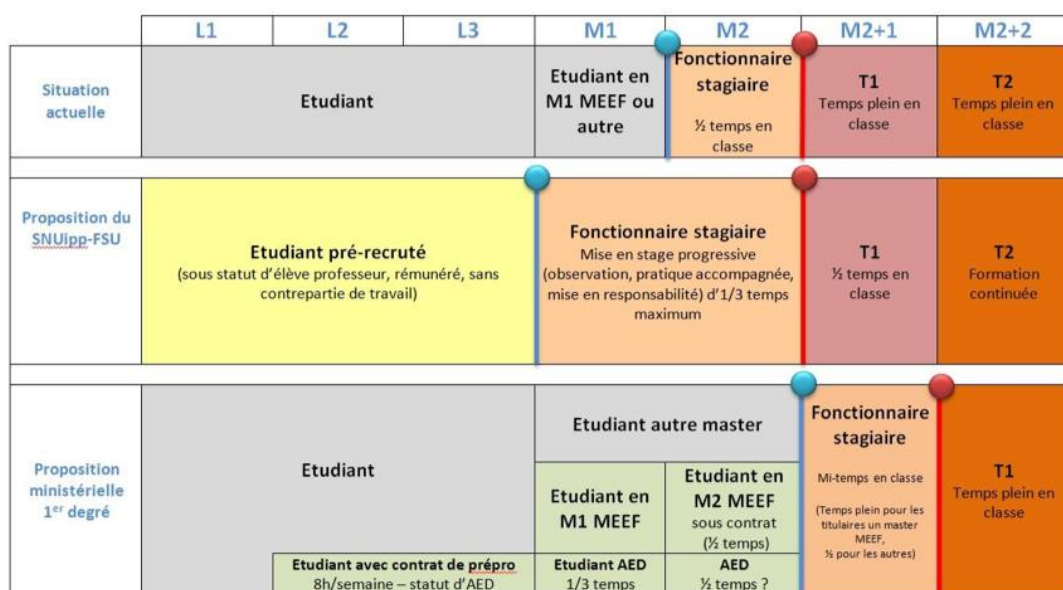 L1 L2 L3 M1 M2 M2+1 M2+2
Situation
actuelle
Etudiant
Etudiant en
M1 MEEF ou
autre
Fonctionnaire
stagiaire
½ temps en
classe
T1
Temps plein en
classe
T2
Temps plein en
classe
Proposition du
SNUipp-FSU
Etudiant pré-recruté
(sous statut d'élève professeur, rémunéré, sans
contrepartie de travail)
Fonctionnaire stagiaire
Mise en stage progressive
(observation, pratique accompagnée,
mise en responsabilité) d'1/3 temps
maximum
T1
½ temps en
classe
T2
Formation
continuée
Proposition
ministérielle
1er degré
Etudiant
Etudiant autre master
Etudiant en
M1 MEEF
Etudiant en
M2 MEEF
sous contrat
(½ temps)
Etudiant avec contrat de prépro
8h/semaine – statut d'AED
Etudiant AED
1/3 temps
AED
½ temps ?
Fonctionnaire
stagiaire
Mi-temps en classe
(Temps plein pour les
titulaires un master
MEEF,
½ pour les autres)
T1
Temps plein en
classe